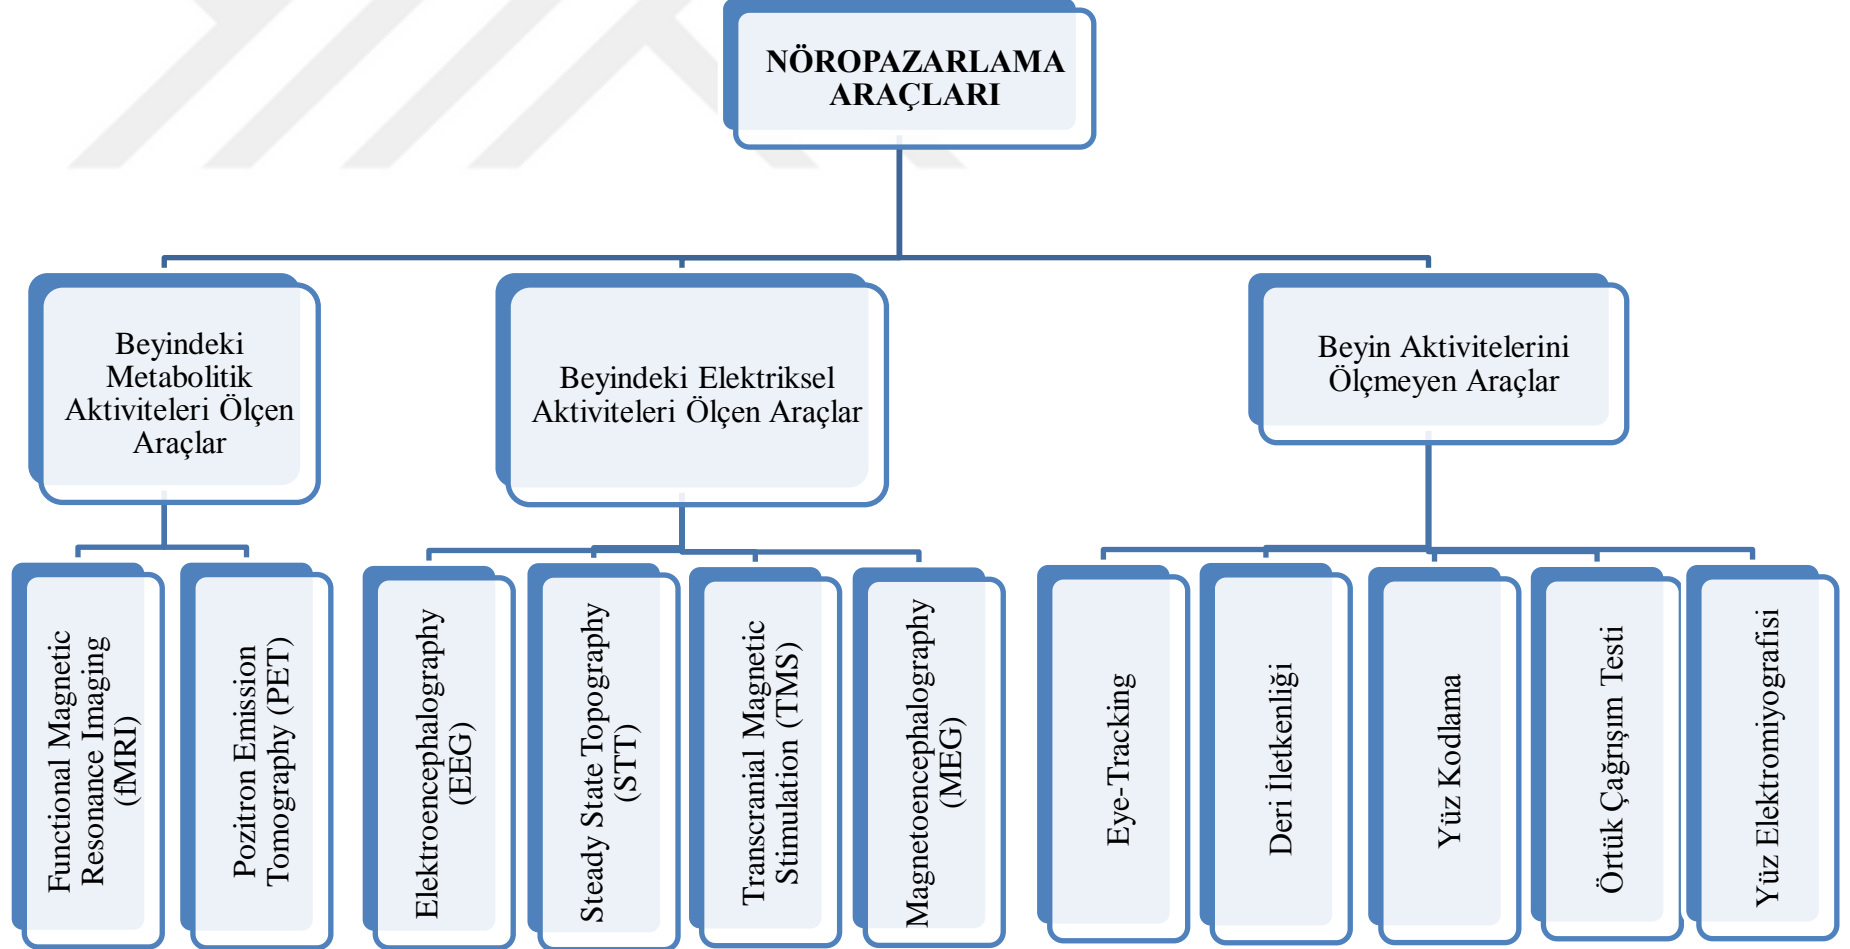 NÖROPAZARLAMA
ARAÇLARI
Beyindeki
Metabolitik
Aktiviteleri Ölçen
Araçlar
Beyindeki Elektriksel
Aktiviteleri Ölçen Araçlar
Beyin Aktivitelerini
Ölçmeyen Araçlar
Functional Magnetic
Resonance Imaging
(fMRI)
Pozitron Emission
Tomography (PET)
Elektroencephalography
(EEG)
Steady State Topography
(STT)
Transcranial Magnetic
Stimulation (TMS)
Magnetoencephalography
(MEG)
Eye-Tracking
Deri İletkenliği
Yüz Kodlama
Örtük Çağrışım Testi
Yüz Elektromiyografisi